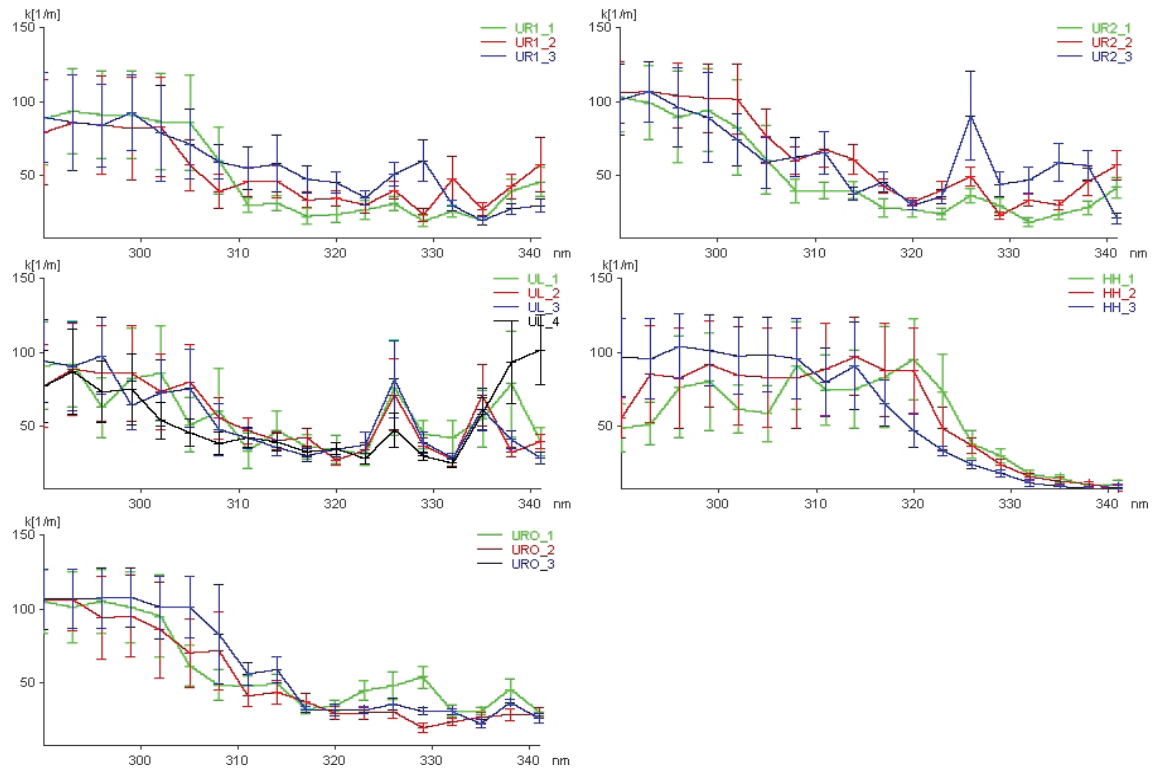 k[1/m]
150
100
50
300
310
320
330
340
nm
UR1_1
UR1_2
UR1_3
k[1/m]
150
100
50
300
310
320
330
340
nm
UR2_1
UR2_2
UR2_3
k[1/m]
150
100
50
300
310
320
330
340
nm
UL_1
UL_2
UL_3
UL_4
k[1/m]
150
100
50
300
310
320
330
340
nm
HH_1
HH_2
HH_3
k[1/m]
150
100
50
300
310
320
330
340
nm
URO_1
URO_2
URO_3